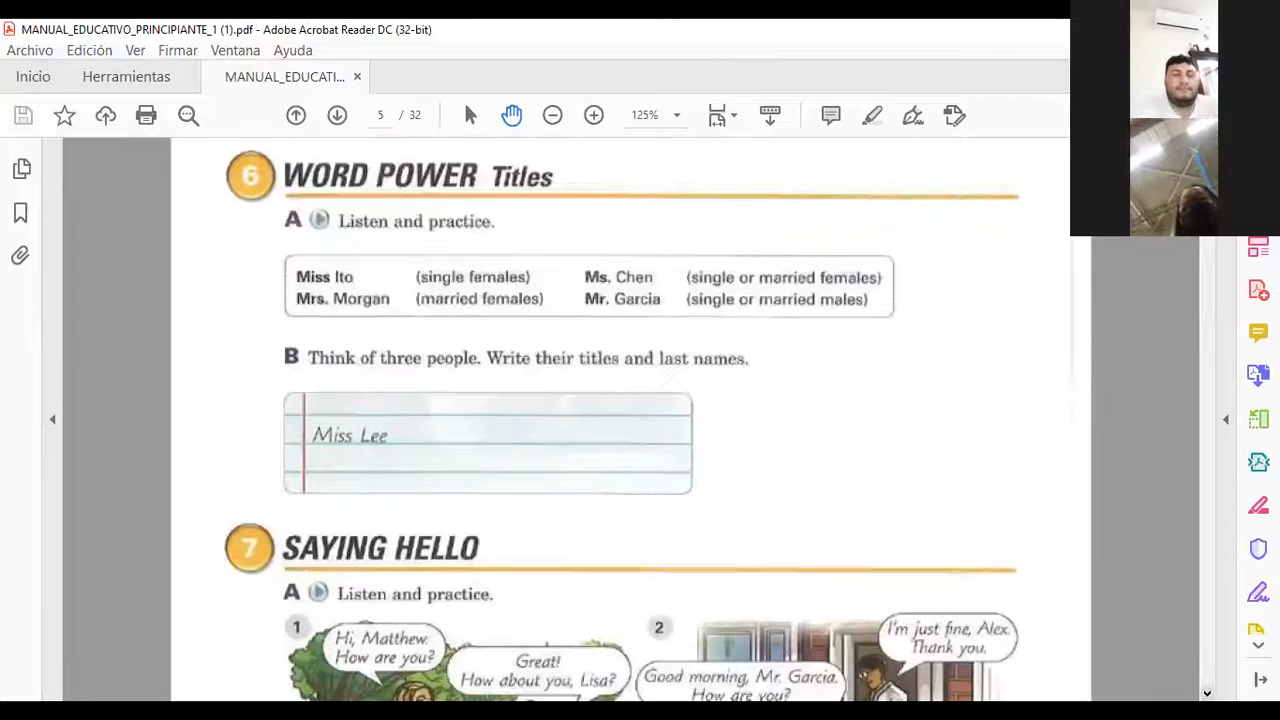 MANUAL_EDUCATIVO_PRINCIPIANTE_1 (1).pdf - Adobe Acrobat Reader DC (32-bit)
Archivo Edición Ver Firmar Ventana Ayuda
Inicio Herramientas MANUAL_EDUCATI... ×
5 / 32 125%
6 WORD POWER Titles
A Listen and practice.
Miss Ito (single females) Ms. Chen (single or married females)
Mrs. Morgan (married females) Mr. Garcia (single or married males)
B Think of three people. Write their titles and last names.
Miss Lee
7 SAYING HELLO
A Listen and practice.
1
Hi, Matthew.
How are you?
Great!
How about you, Lisa?
2
I'm just fine, Alex.
Thank you.
Good morning, Mr. Garcia.
How are you?